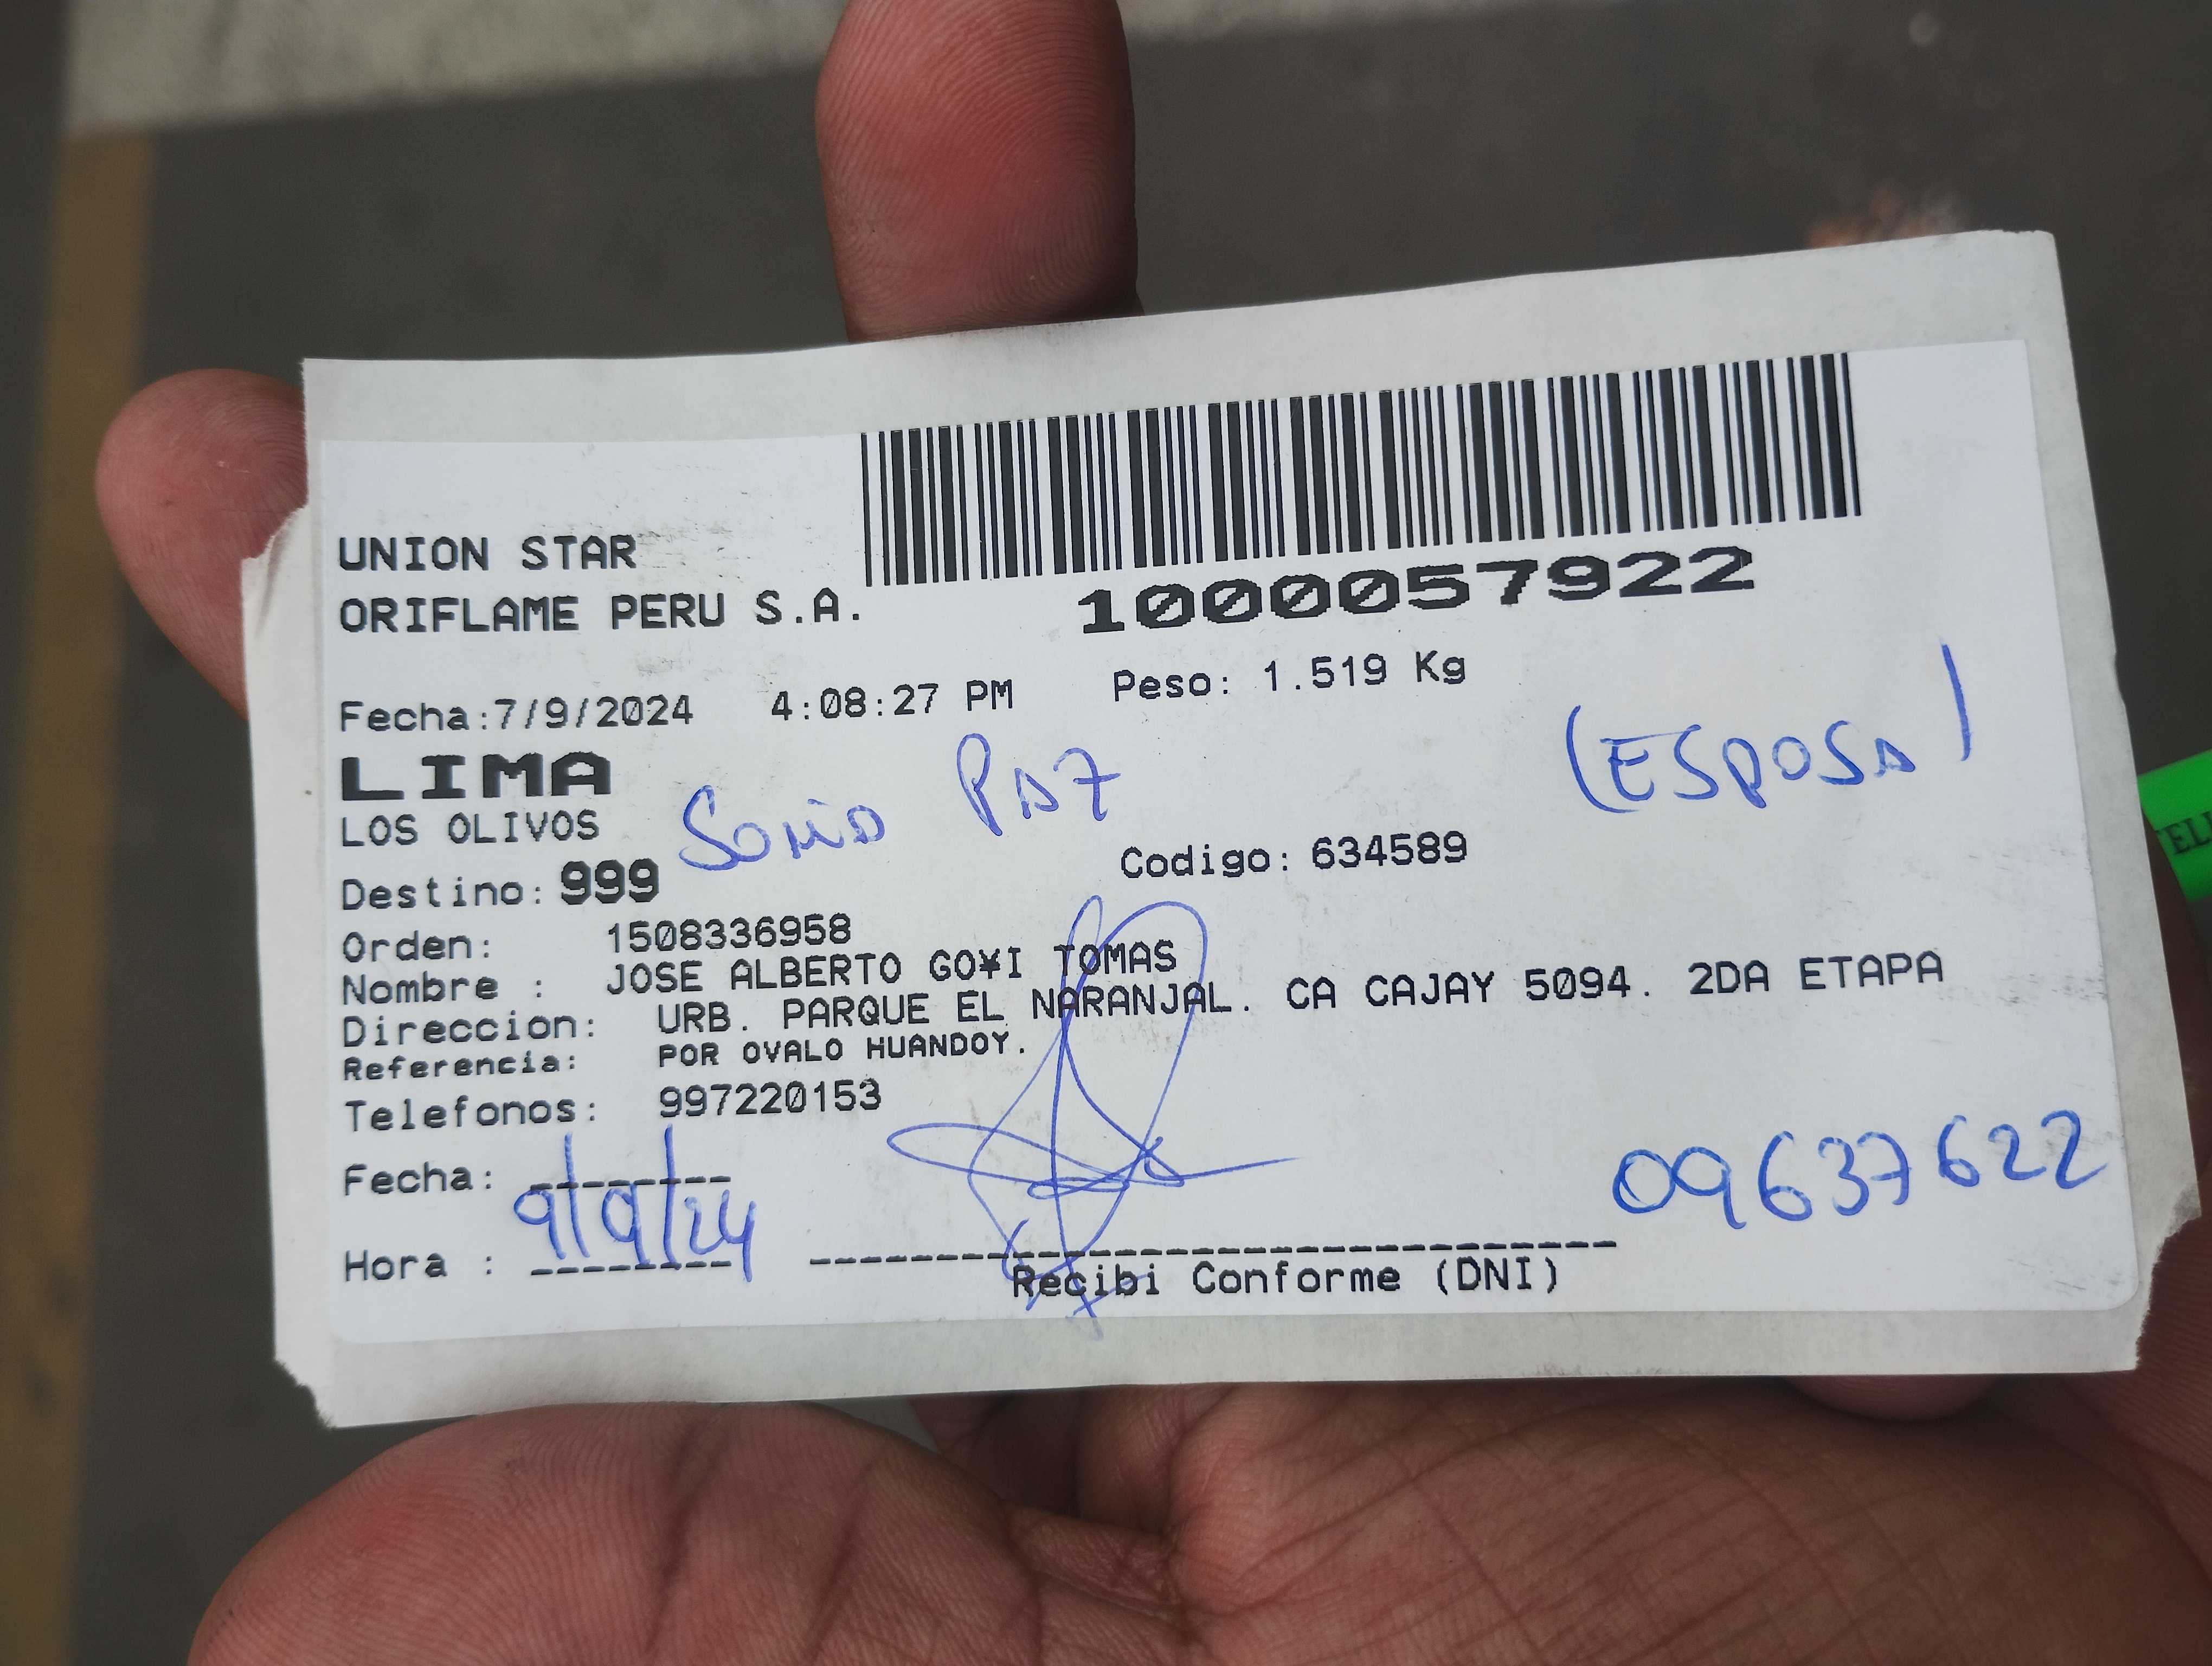 1000057922
UNION STAR
ORIFLAME PERU S.A.
Fecha:7/9/2024 4:08:27 PM Peso: 1.519 Kg
LIMA
LOS OLIVOS
Sonia PAZ (ESPOSA)
Destino: 999 Codigo: 634589
Orden: 1508336958
Nombre : JOSE ALBERTO GO¥I TOMAS
Direccion: URB. PARQUE EL NARANJAL. CA CAJAY 5094. 2DA ETAPA
Referencia: POR OVALO HUANDOY.
Telefonos: 997220153
Fecha: 9/9/24
Hora :
09637622
Recibi Conforme (DNI)